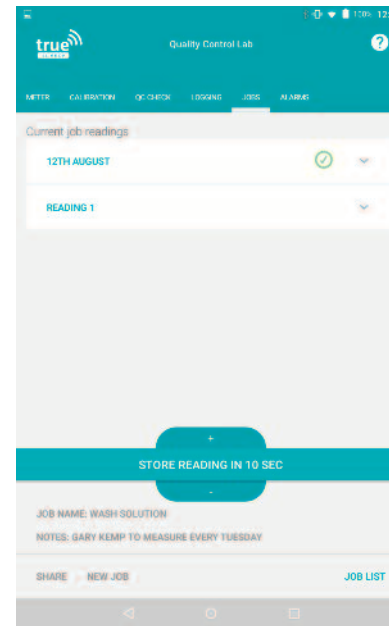 100% 12:
true
Quality Control Lab
?
METER CALIBRATION QC CHECK LOGGING JOBS ALARMS
Current job readings
12TH AUGUST
READING 1
+
STORE READING IN 10 SEC
-
JOB NAME: WASH SOLUTION
NOTES: GARY KEMP TO MEASURE EVERY TUESDAY
SHARE NEW JOB JOB LIST